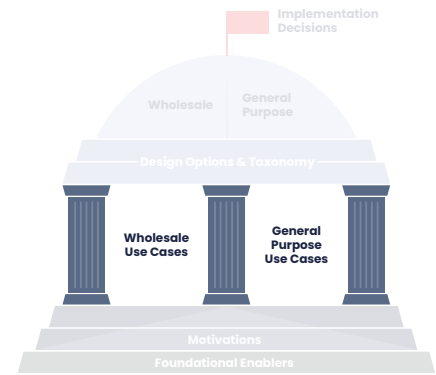 Implementation
Decisions
Wholesale
General
Purpose
Design Options & Taxonomy
Wholesale
Use Cases
General
Purpose
Use Cases
Motivations
Foundational Enablers